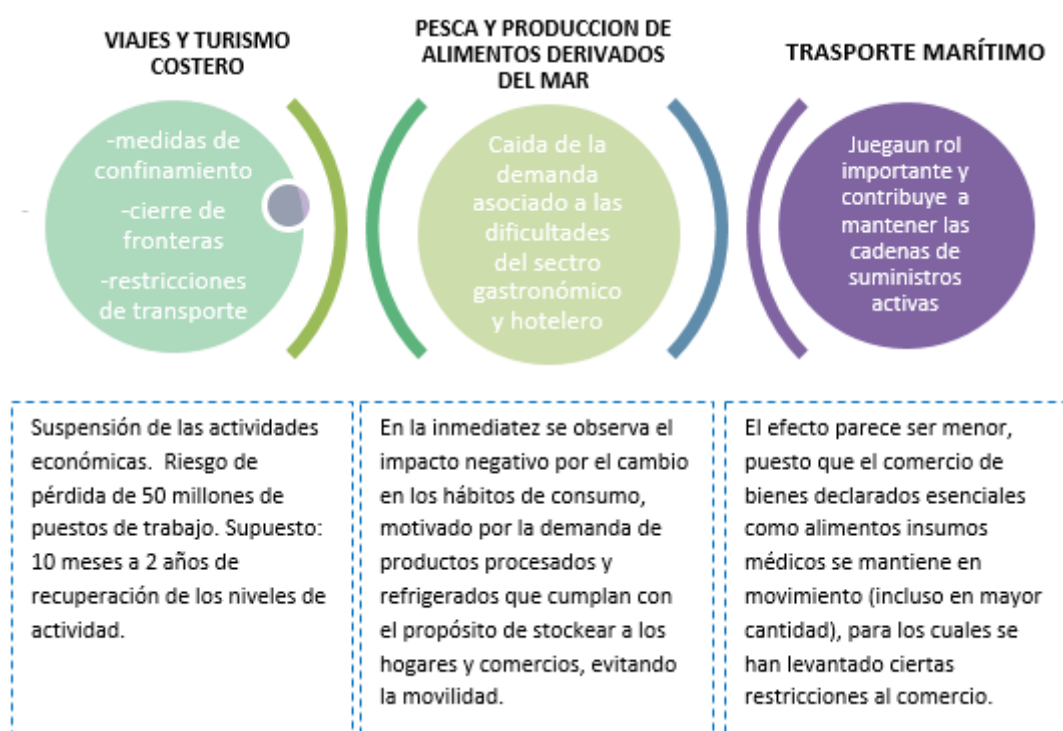 VIAJES Y TURISMO
COSTERO
-medidas de
confinamiento
-cierre de
fronteras
-restricciones
de transporte
PESCA Y PRODUCCION DE
ALIMENTOS DERIVADOS
DEL MAR
Caida de la
demanda
asociado a las
dificultades
del sectro
gastronómico
y hotelero
TRASPORTE MARÍTIMO
Juegaun rol
importante y
contribuye a
mantener las
cadenas de
suministros
activas
Suspensión de las actividades
económicas. Riesgo de
pérdida de 50 millones de
puestos de trabajo. Supuesto:
10 meses a 2 años de
recuperación de los niveles de
actividad.
En la inmediatez se observa el
impacto negativo por el cambio
en los hábitos de consumo,
motivado por la demanda de
productos procesados y
refrigerados que cumplan con
el propósito de stockear a los
hogares y comercios, evitando
la movilidad.
El efecto parece ser menor,
puesto que el comercio de
bienes declarados esenciales
como alimentos insumos
médicos se mantiene en
movimiento (incluso en mayor
cantidad), para los cuales se
han levantado ciertas
restricciones al comercio.